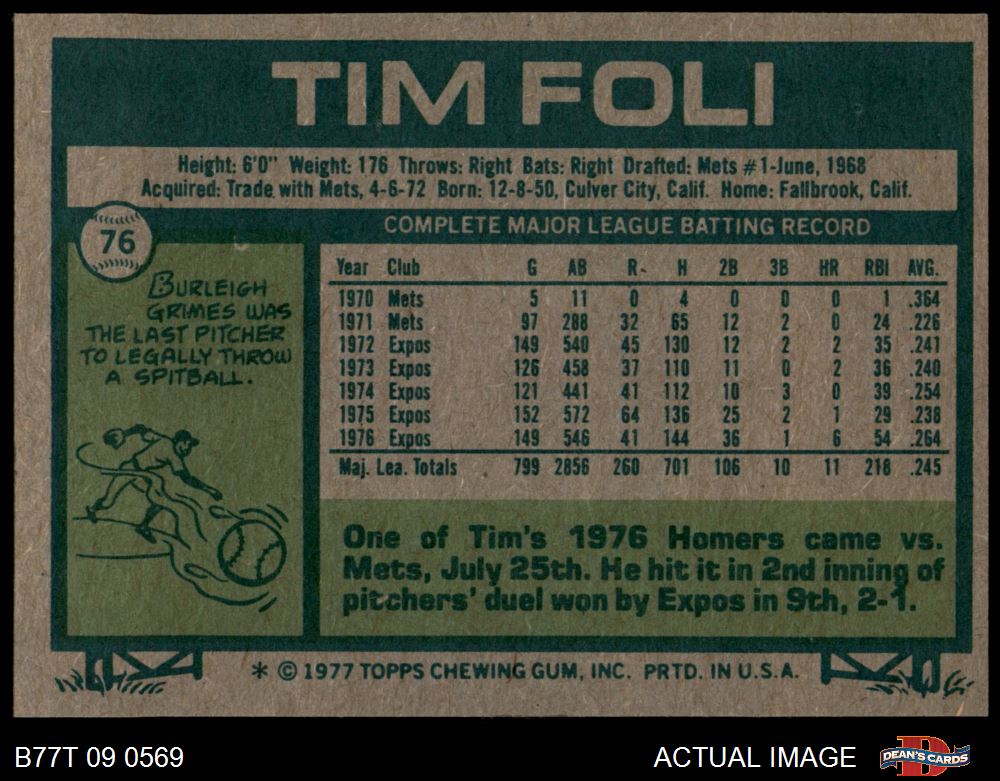 TIM FOLI
Height: 6'0" Weight: 176 Throws: Right Bats: Right Drafted: Mets #1-June, 1968
Acquired: Trade with Mets, 4-6-72 Born: 12-8-50, Culver City, Calif. Home: Fallbrook, Calif.
76
COMPLETE MAJOR LEAGUE BATTING RECORD
BURLEIGH
GRIMES WAS
THE LAST PITCHER
TO LEGALLY THROW
A SPITBALL.
Year Club G AB R H 2B 3B HR RBI AVG.
1970 Mets 5 11 0 4 0 0 0 1 .364
1971 Mets 97 288 32 65 12 2 0 24 .226
1972 Expos 149 540 45 130 12 2 2 35 .241
1973 Expos 126 458 37 110 11 0 2 36 .240
1974 Expos 121 441 41 112 10 3 0 39 .254
1975 Expos 152 572 64 136 25 2 1 29 .238
1976 Expos 149 546 41 144 36 1 6 54 .264
Maj. Lea. Totals 799 2856 260 701 106 10 11 218 .245
One of Tim's 1976 Homers came vs.
Mets, July 25th. He hit it in 2nd inning of
pitchers' duel won by Expos in 9th, 2-1.
* © 1977 TOPPS CHEWING GUM, INC. PRTD. IN U.S.A.
B77T 09 0569
ACTUAL IMAGE
DEAN'S CARDS